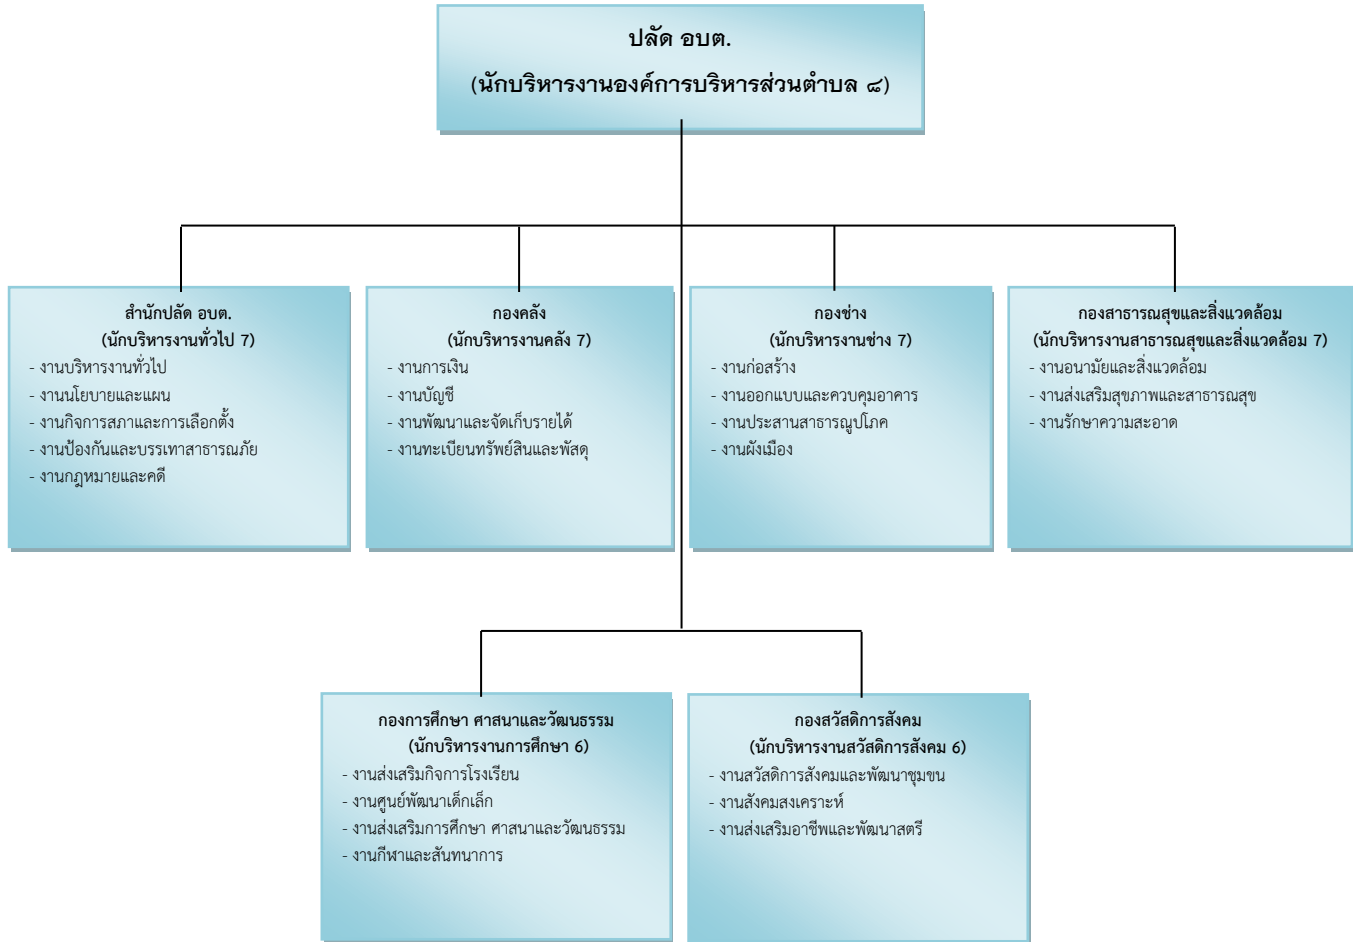 ปลัด อบต.
(นักบริหารงานองค์การบริหารส่วนตำบล ๘)
สำนักปลัด อบต.
(นักบริหารงานทั่วไป 7)
- งานบริหารงานทั่วไป
- งานนโยบายและแผน
- งานกิจการสภาและการเลือกตั้ง
- งานป้องกันและบรรเทาสาธารณภัย
- งานกฎหมายและคดี
กองคลัง
(นักบริหารงานคลัง 7)
- งานการเงิน
- งานบัญชี
- งานพัฒนาและจัดเก็บรายได้
- งานทะเบียนทรัพย์สินและพัสดุ
กองช่าง
(นักบริหารงานช่าง 7)
- งานก่อสร้าง
- งานออกแบบและควบคุมอาคาร
- งานประสานสาธารณูปโภค
- งานผังเมือง
กองสาธารณสุขและสิ่งแวดล้อม
(นักบริหารงานสาธารณสุขและสิ่งแวดล้อม 7)
- งานอนามัยและสิ่งแวดล้อม
- งานส่งเสริมสุขภาพและสาธารณสุข
- งานรักษาความสะอาด
กองการศึกษา ศาสนาและวัฒนธรรม
(นักบริหารงานการศึกษา 6)
- งานส่งเสริมกิจการโรงเรียน
- งานศูนย์พัฒนาเด็กเล็ก
- งานส่งเสริมการศึกษา ศาสนาและวัฒนธรรม
- งานกีฬาและสันทนาการ
กองสวัสดิการสังคม
(นักบริหารงานสวัสดิการสังคม 6)
- งานสวัสดิการสังคมและพัฒนาชุมขน
- งานสังคมสงเคราะห์
- งานส่งเสริมอาชีพและพัฒนาสตรี